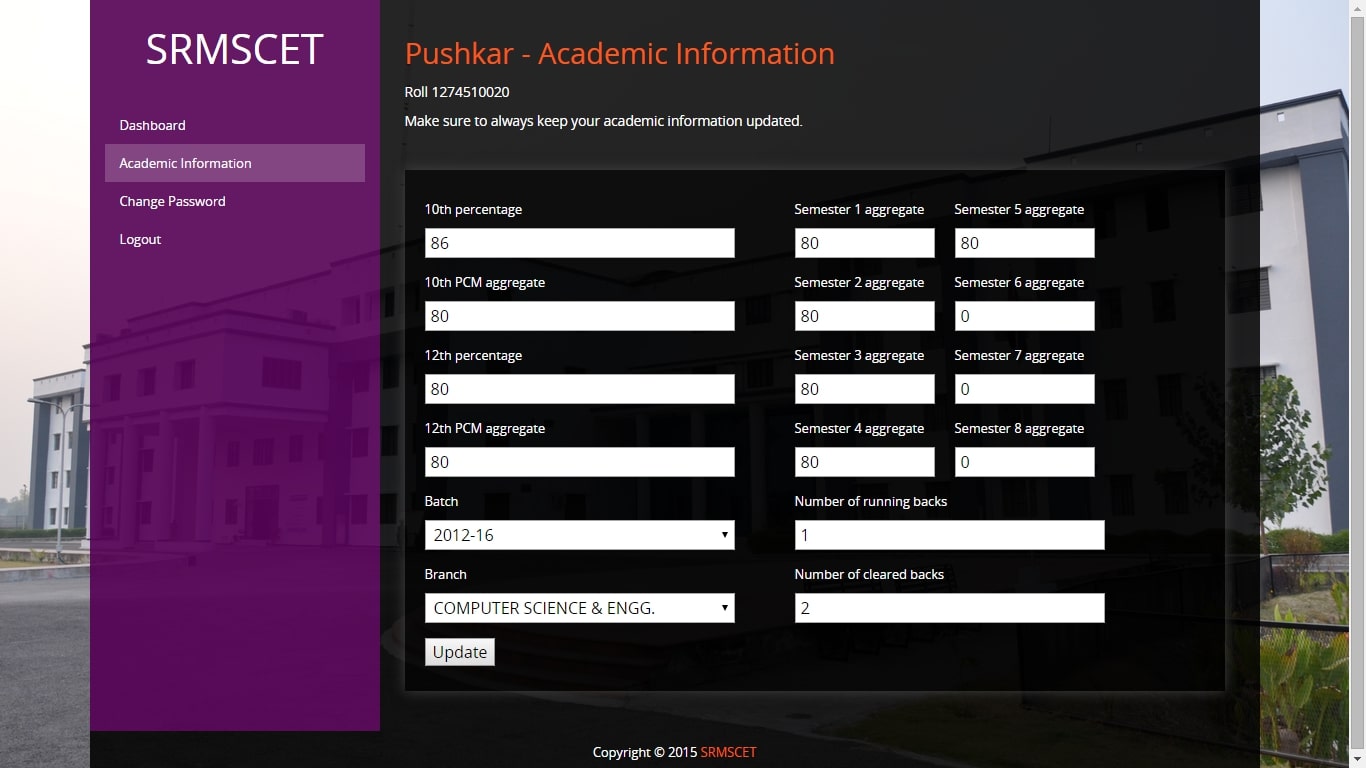 SRMSCET
Dashboard
Academic Information
Change Password
Logout
Pushkar - Academic Information
Roll 1274510020
Make sure to always keep your academic information updated.
10th percentage
86
10th PCM aggregate
80
12th percentage
80
12th PCM aggregate
80
Batch
2012-16
Branch
COMPUTER SCIENCE & ENGG.
Update
Semester 1 aggregate
80
Semester 2 aggregate
80
Semester 3 aggregate
80
Semester 4 aggregate
80
Semester 5 aggregate
80
Semester 6 aggregate
0
Semester 7 aggregate
0
Semester 8 aggregate
0
Number of running backs
1
Number of cleared backs
2
Copyright © 2015 SRMSCET